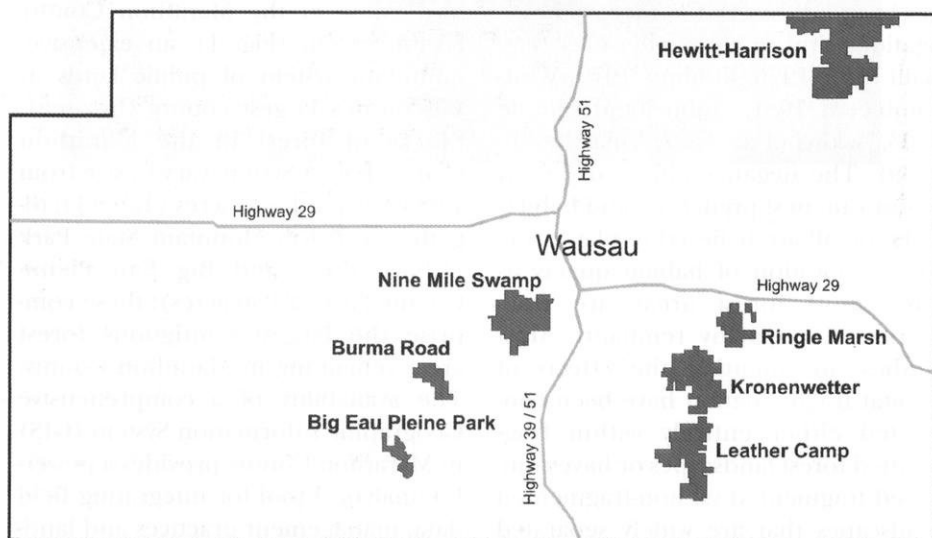 Hewitt-Harrison
Highway 51
Highway 29
Wausau
Nine Mile Swamp
Highway 29
Ringle Marsh
Burma Road
Kronenwetter
Big Eau Pleine Park
Highway 39 / 51
Leather Camp